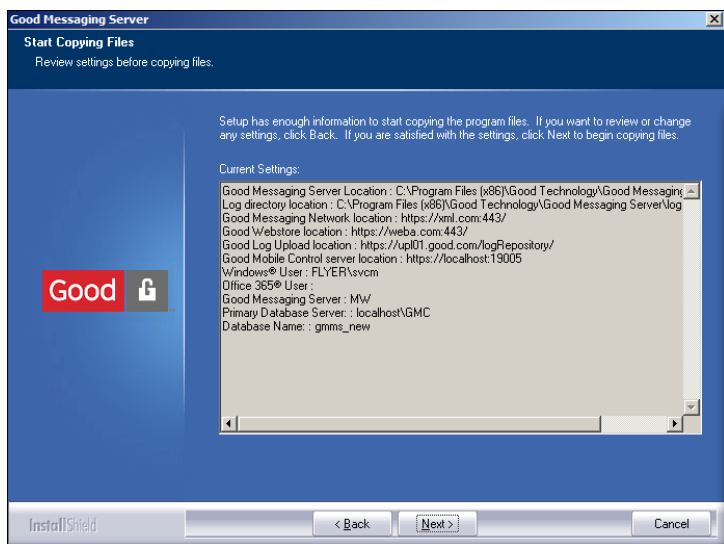 Good Messaging Server
Start Copying Files
Review settings before copying files.
Setup has enough information to start copying the program files. If you want to review or change
any settings, click Back. If you are satisfied with the settings, click Next to begin copying files.
Current Settings:
Good Messaging Server Location : C:\Program Files (x86)\Good Technology\Good Messaging
Log directory location : C:\Program Files (x86)\Good Technology\Good Messaging Server\log
Good Messaging Network location : https://xml.com:443/
Good Webstore location : https://weba.com:443/
Good Log Upload location : https://upl01.good.com/logRepository/
Good Mobile Control server location : https://localhost:19005
Windows® User : FLYER\svcm
Office 365® User :
Good Messaging Server : MW
Primary Database Server: : localhost\GMC
Database Name: : gmms_new
Good
InstallShield
< Back
Next >
Cancel